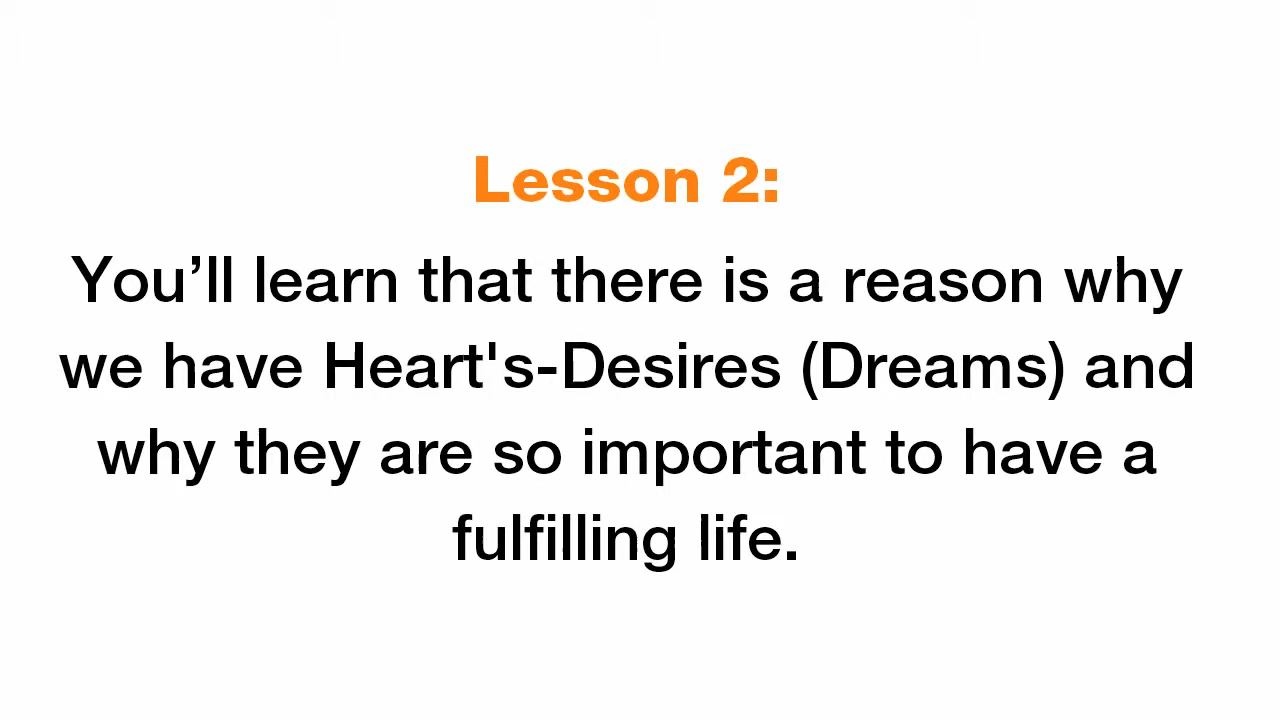 Lesson 2:
You’ll learn that there is a reason why
we have Heart's-Desires (Dreams) and
why they are so important to have a
fulfilling life.